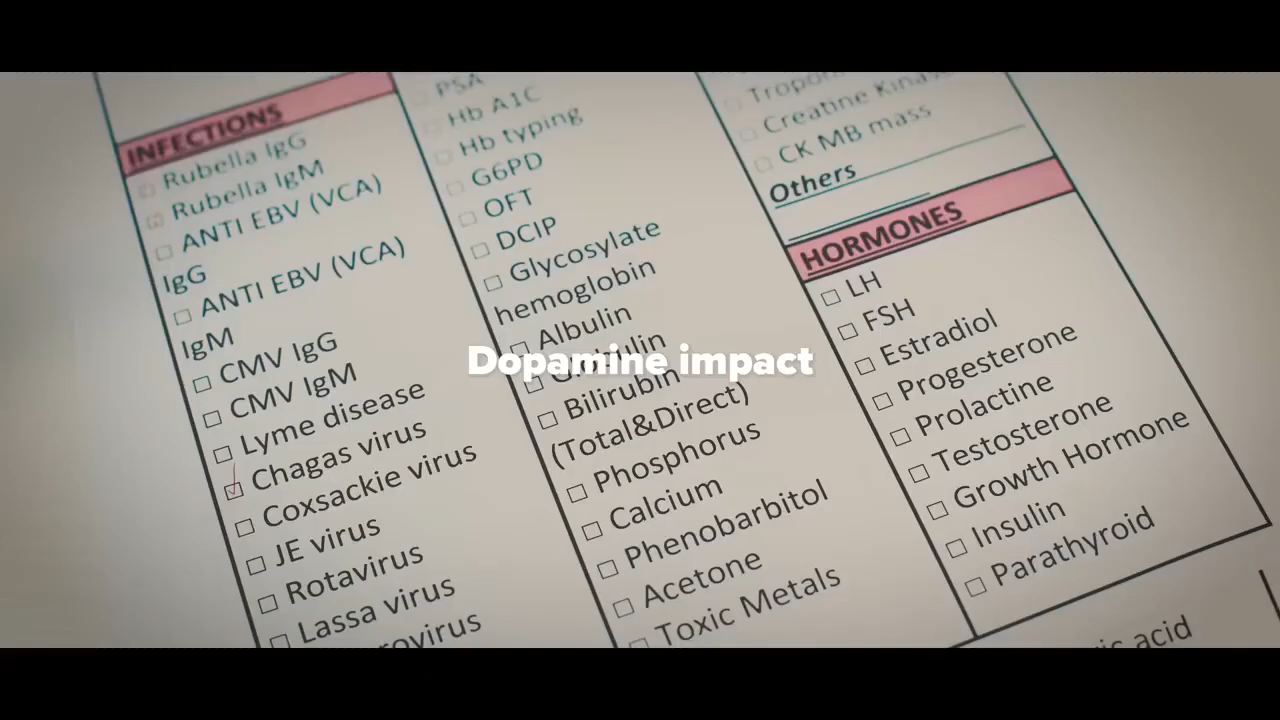 INFECTIONS
Rubella IgG
Rubella IgM
ANTI EBV (VCA)
IgG
ANTI EBV (VCA)
IgM
CMV IgG
CMV IgM
Lyme disease
Chagas virus
Coxsackie virus
JE virus
Rotavirus
Lassa virus
PSA
Hb A1C
Hb typing
G6PD
OFT
DCIP
Glycosylate
hemoglobin
Albulin
Globulin
Bilirubin
(Total&Direct)
Phosphorus
Calcium
Phenobarbitol
Acetone
Toxic Metals
Creatine Kinase
CK MB mass
Others
HORMONES
LH
FSH
Estradiol
Progesterone
Prolactine
Testosterone
Growth Hormone
Insulin
Parathyroid
acid
Dopamine impact